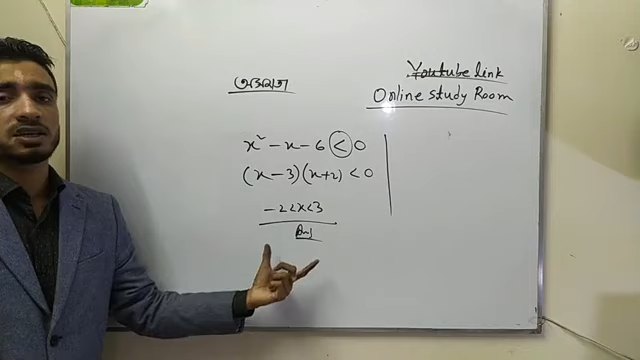 Youtube link
Online Study Room
x² - x - 6 < 0
(x - 3)(x + 2) < 0
- 2 < x < 3
Ans